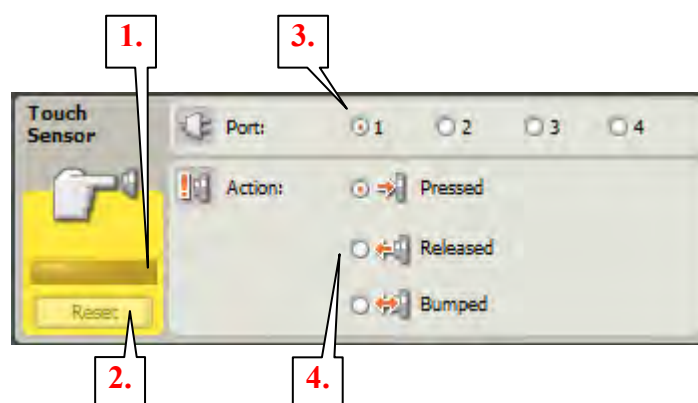 1.
3.
Touch
Sensor
Port:
1
2
3
4
Action:
Pressed
Released
Bumped
Reset
2.
4.